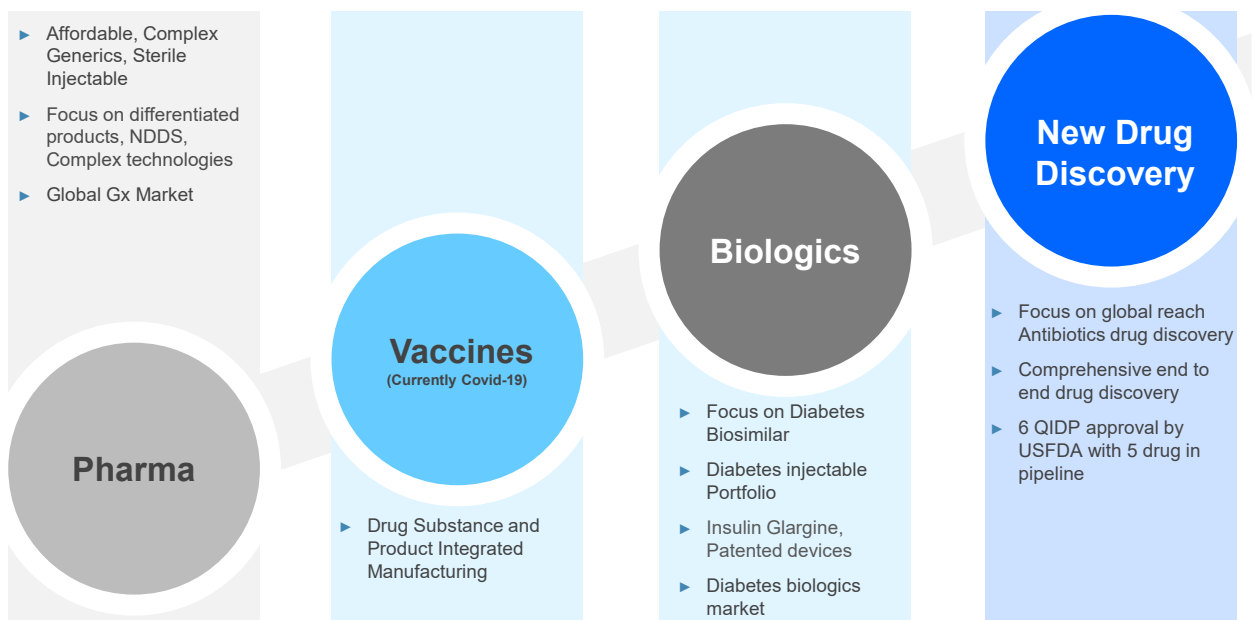 Affordable, Complex
Generics, Sterile
Injectable
Focus on differentiated
products, NDDS,
Complex technologies
Global Gx Market
Pharma
Vaccines
(Currently Covid-19)
Drug Substance and
Product Integrated
Manufacturing
Biologics
Focus on Diabetes
Biosimilar
Diabetes injectable
Portfolio
Insulin Glargine,
Patented devices
Diabetes biologics
market
New Drug
Discovery
Focus on global reach
Antibiotics drug discovery
Comprehensive end to
end drug discovery
6 QIDP approval by
USFDA with 5 drug in
pipeline